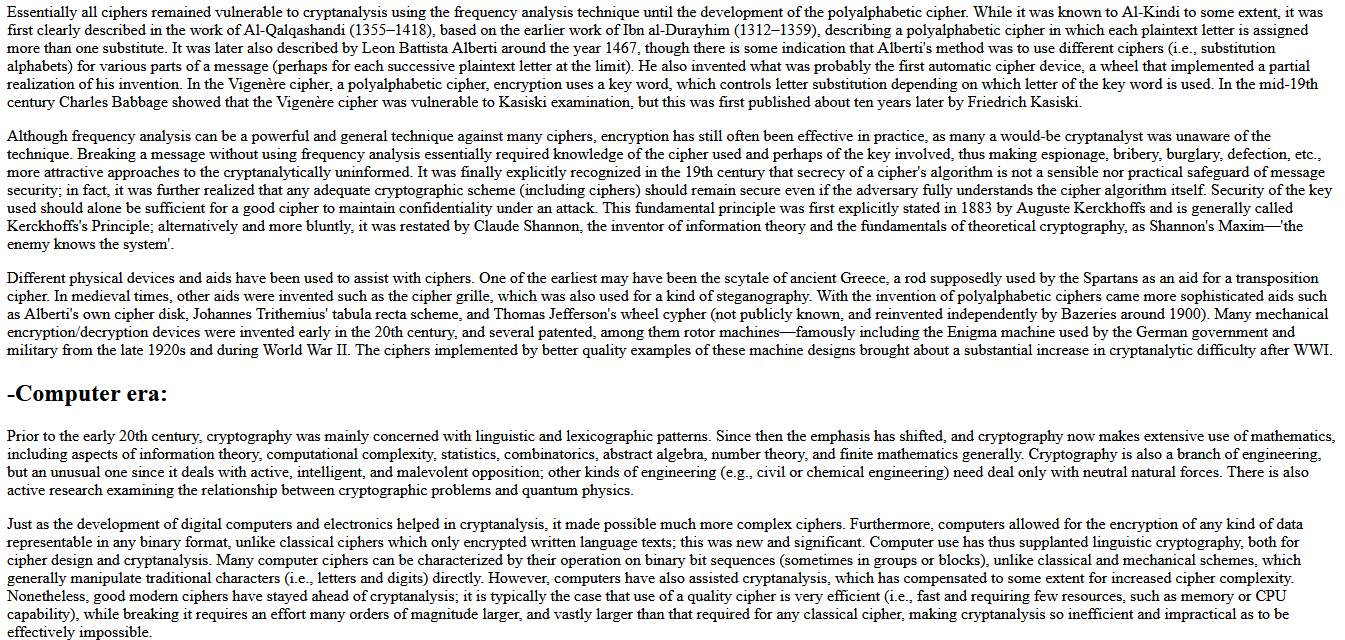 Essentially all ciphers remained vulnerable to cryptanalysis using the frequency analysis technique until the development of the polyalphabetic cipher. While it was known to Al-Kindi to some extent, it was
first clearly described in the work of Al-Qalqashandi (1355–1418), based on the earlier work of Ibn al-Durayhim (1312–1359), describing a polyalphabetic cipher in which each plaintext letter is assigned
more than one substitute. It was later also described by Leon Battista Alberti around the year 1467, though there is some indication that Alberti's method was to use different ciphers (i.e., substitution
alphabets) for various parts of a message (perhaps for each successive plaintext letter at the limit). He also invented what was probably the first automatic cipher device, a wheel that implemented a partial
realization of his invention. In the Vigenère cipher, a polyalphabetic cipher, encryption uses a key word, which controls letter substitution depending on which letter of the key word is used. In the mid-19th
century Charles Babbage showed that the Vigenère cipher was vulnerable to Kasiski examination, but this was first published about ten years later by Friedrich Kasiski.
Although frequency analysis can be a powerful and general technique against many ciphers, encryption has still often been effective in practice, as many a would-be cryptanalyst was unaware of the
technique. Breaking a message without using frequency analysis essentially required knowledge of the cipher used and perhaps of the key involved, thus making espionage, bribery, burglary, defection, etc.,
more attractive approaches to the cryptanalytically uninformed. It was finally explicitly recognized in the 19th century that secrecy of a cipher's algorithm is not a sensible nor practical safeguard of message
security; in fact, it was further realized that any adequate cryptographic scheme (including ciphers) should remain secure even if the adversary fully understands the cipher algorithm itself. Security of the key
used should alone be sufficient for a good cipher to maintain confidentiality under an attack. This fundamental principle was first explicitly stated in 1883 by Auguste Kerckhoffs and is generally called
Kerckhoffs's Principle; alternatively and more bluntly, it was restated by Claude Shannon, the inventor of information theory and the fundamentals of theoretical cryptography, as Shannon's Maxim—'the
enemy knows the system'.
Different physical devices and aids have been used to assist with ciphers. One of the earliest may have been the scytale of ancient Greece, a rod supposedly used by the Spartans as an aid for a transposition
cipher. In medieval times, other aids were invented such as the cipher grille, which was also used for a kind of steganography. With the invention of polyalphabetic ciphers came more sophisticated aids such
as Alberti's own cipher disk, Johannes Trithemius' tabula recta scheme, and Thomas Jefferson's wheel cypher (not publicly known, and reinvented independently by Bazeries around 1900). Many mechanical
encryption/decryption devices were invented early in the 20th century, and several patented, among them rotor machines—famously including the Enigma machine used by the German government and
military from the late 1920s and during World War II. The ciphers implemented by better quality examples of these machine designs brought about a substantial increase in cryptanalytic difficulty after WWI.
-Computer era:
Prior to the early 20th century, cryptography was mainly concerned with linguistic and lexicographic patterns. Since then the emphasis has shifted, and cryptography now makes extensive use of mathematics,
including aspects of information theory, computational complexity, statistics, combinatorics, abstract algebra, number theory, and finite mathematics generally. Cryptography is also a branch of engineering,
but an unusual one since it deals with active, intelligent, and malevolent opposition; other kinds of engineering (e.g., civil or chemical engineering) need deal only with neutral natural forces. There is also
active research examining the relationship between cryptographic problems and quantum physics.
Just as the development of digital computers and electronics helped in cryptanalysis, it made possible much more complex ciphers. Furthermore, computers allowed for the encryption of any kind of data
representable in any binary format, unlike classical ciphers which only encrypted written language texts; this was new and significant. Computer use has thus supplanted linguistic cryptography, both for
cipher design and cryptanalysis. Many computer ciphers can be characterized by their operation on binary bit sequences (sometimes in groups or blocks), unlike classical and mechanical schemes, which
generally manipulate traditional characters (i.e., letters and digits) directly. However, computers have also assisted cryptanalysis, which has compensated to some extent for increased cipher complexity.
Nonetheless, good modern ciphers have stayed ahead of cryptanalysis; it is typically the case that use of a quality cipher is very efficient (i.e., fast and requiring few resources, such as memory or CPU
capability), while breaking it requires an effort many orders of magnitude larger, and vastly larger than that required for any classical cipher, making cryptanalysis so inefficient and impractical as to be
effectively impossible.